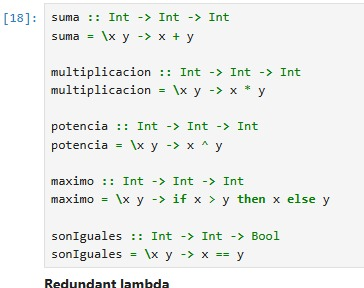 [18]: suma :: Int -> Int -> Int
suma = \x y -> x + y
multiplicacion :: Int -> Int -> Int
multiplicacion = \x y -> x * y
potencia :: Int -> Int -> Int
potencia = \x y -> x ^ y
maximo :: Int -> Int -> Int
maximo = \x y -> if x > y then x else y
sonIguales :: Int -> Int -> Bool
sonIguales = \x y -> x == y
Redundant lambda